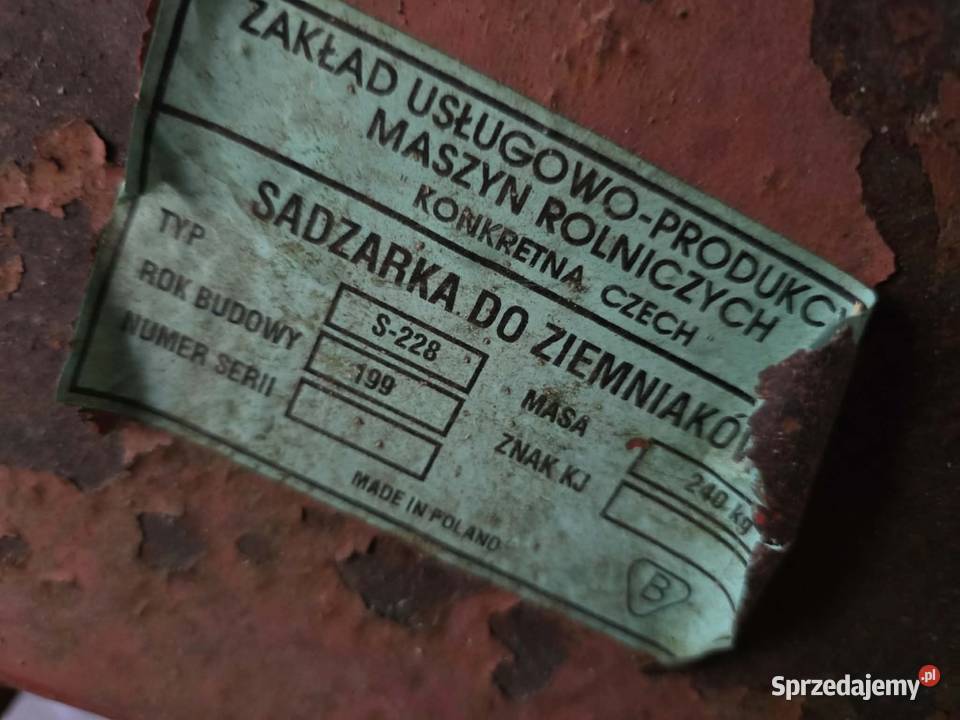 ZAKŁAD USŁUGOWO-PRODUKC
MASZYN ROLNICZYCH
"KONKRETNA CZECH"
SADZARKA DO ZIEMNIAKÓ
TYP S-228
ROK BUDOWY 199
NUMER SERII
MASA 240 kg
ZNAK KJ
MADE IN POLAND
B
Sprzedajemy.pl